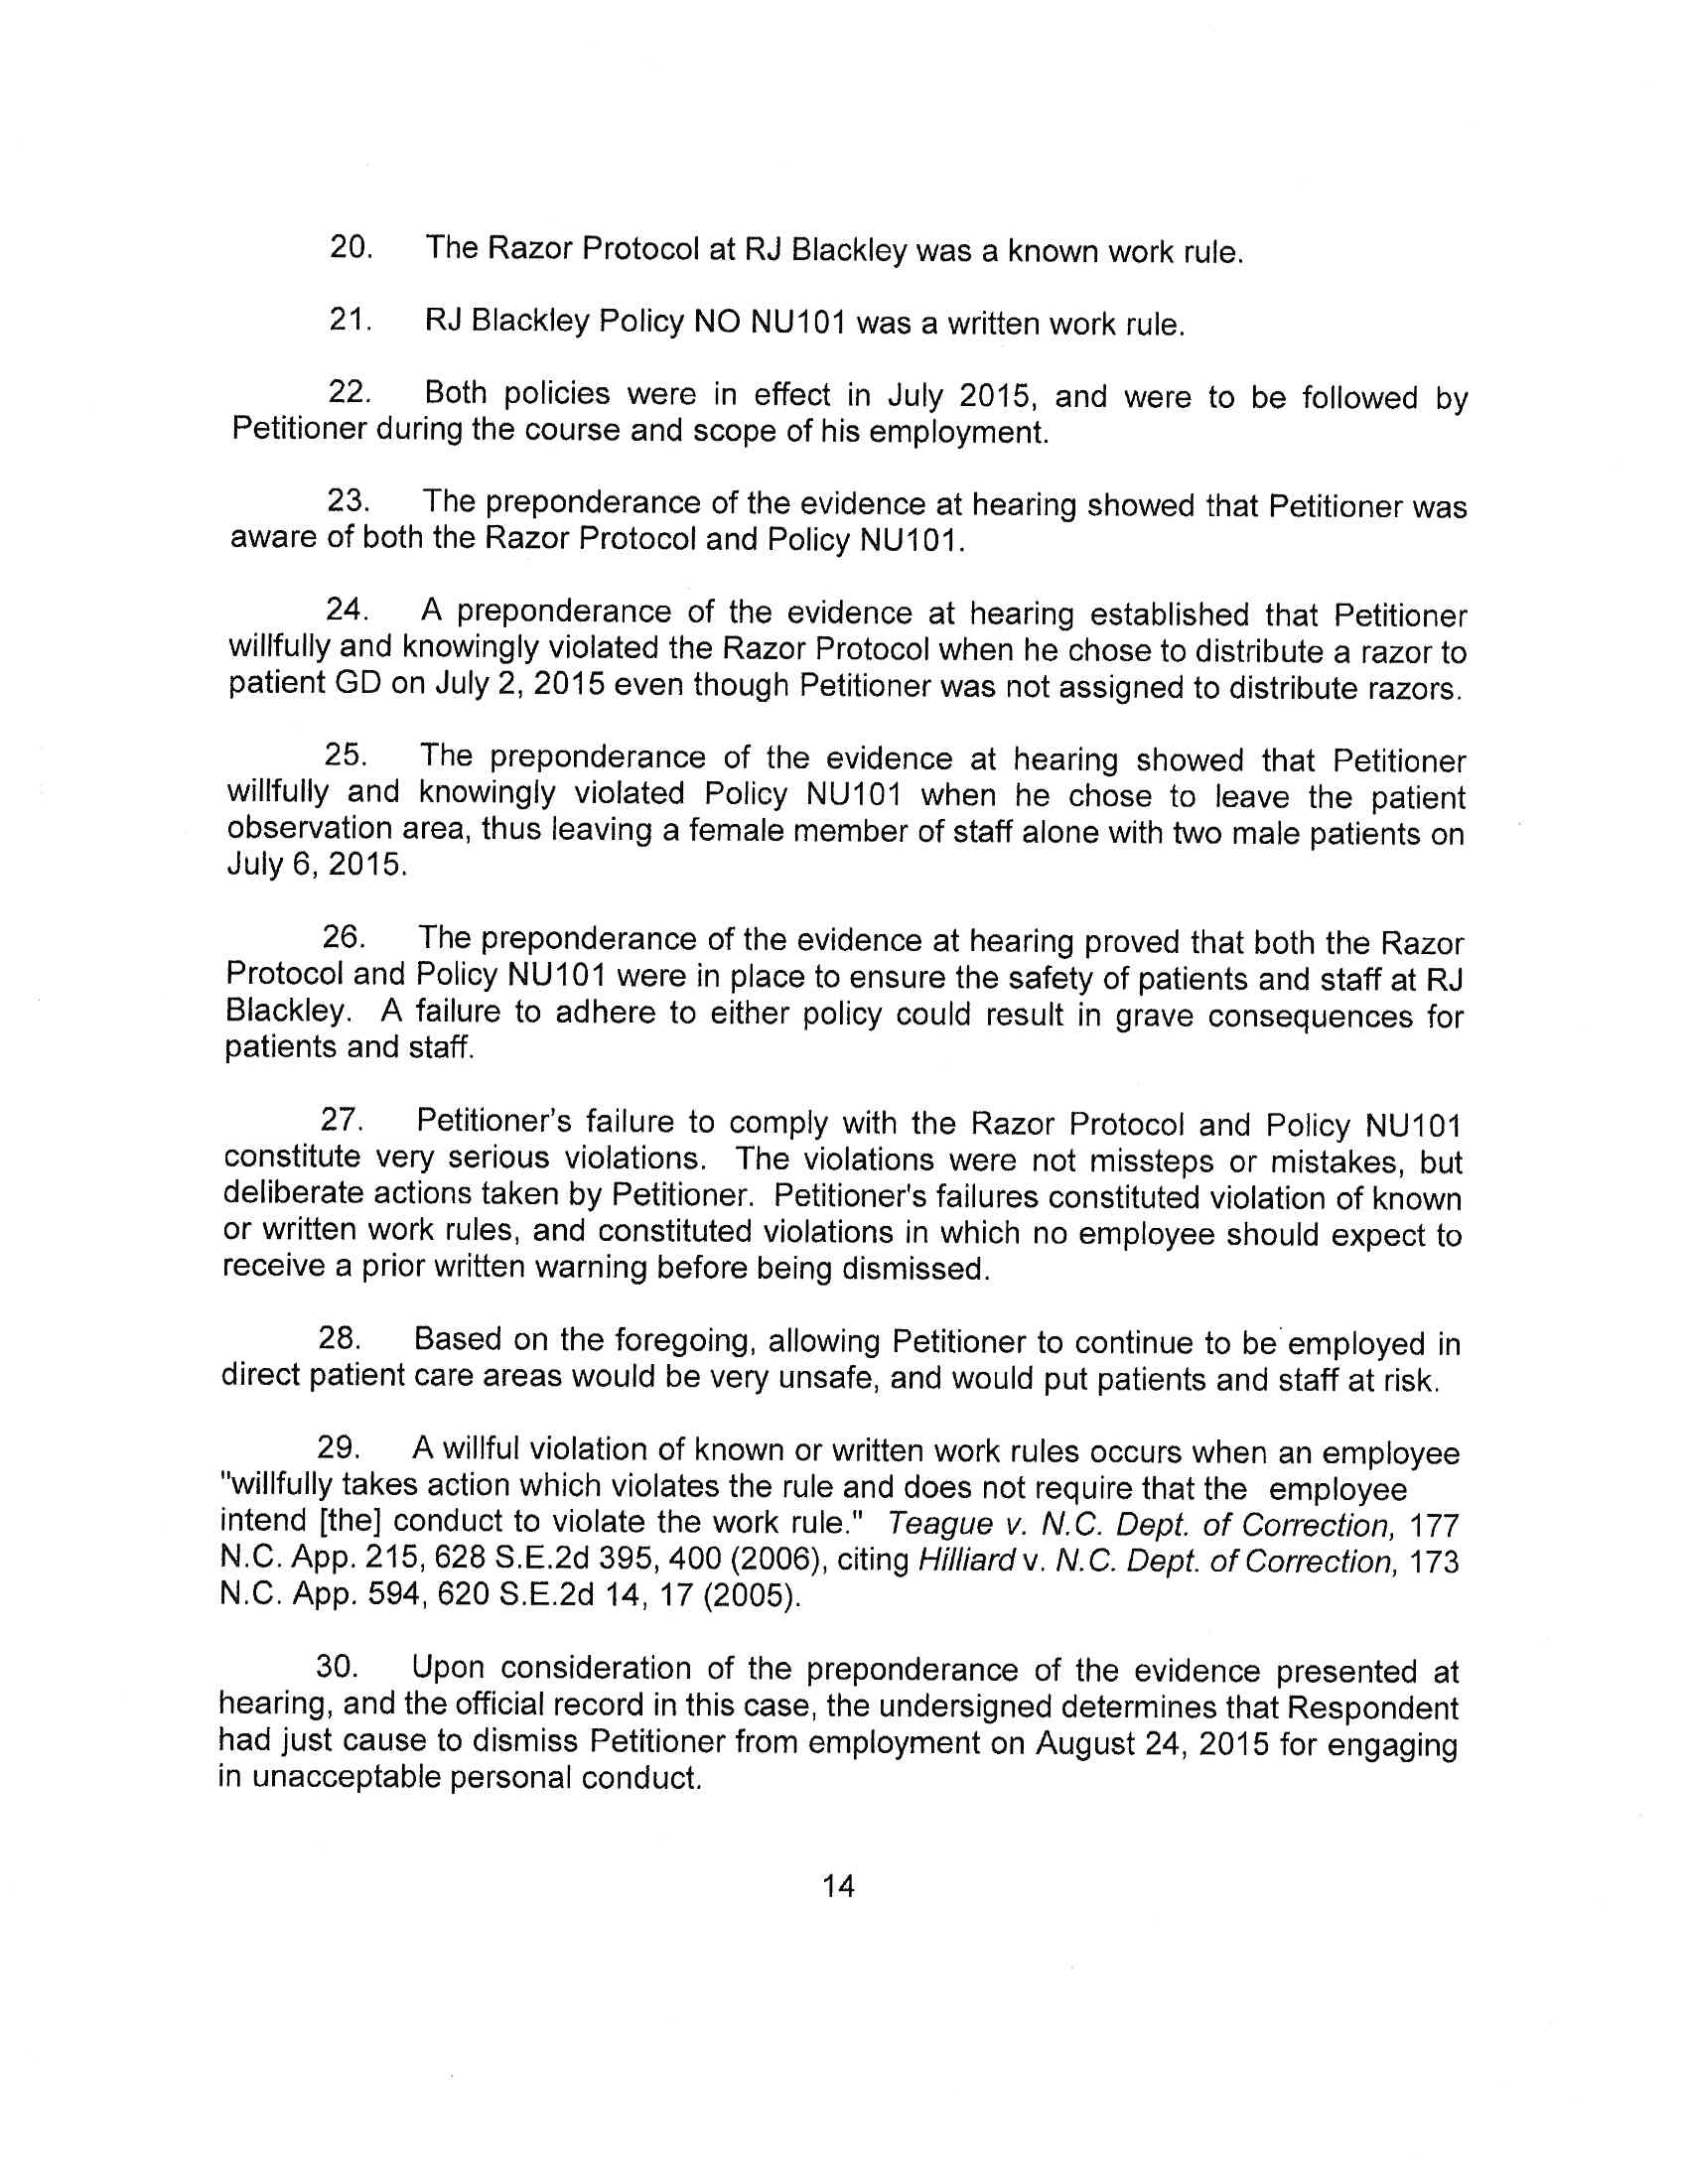 20. The Razor Protocol at RJ Blackley was a known work rule.
21. RJ Blackley Policy NO NU101 was a written work rule.
22. Both policies were in effect in July 2015, and were to be followed by
Petitioner during the course and scope of his employment.
23. The preponderance of the evidence at hearing showed that Petitioner was
aware of both the Razor Protocol and Policy NU101.
24. A preponderance of the evidence at hearing established that Petitioner
willfully and knowingly violated the Razor Protocol when he chose to distribute a razor to
patient GD on July 2, 2015 even though Petitioner was not assigned to distribute razors.
25. The preponderance of the evidence at hearing showed that Petitioner
willfully and knowingly violated Policy NU101 when he chose to leave the patient
observation area, thus leaving a female member of staff alone with two male patients on
July 6, 2015.
26. The preponderance of the evidence at hearing proved that both the Razor
Protocol and Policy NU101 were in place to ensure the safety of patients and staff at RJ
Blackley. A failure to adhere to either policy could result in grave consequences for
patients and staff.
27. Petitioner's failure to comply with the Razor Protocol and Policy NU101
constitute very serious violations. The violations were not missteps or mistakes, but
deliberate actions taken by Petitioner. Petitioner's failures constituted violation of known
or written work rules, and constituted violations in which no employee should expect to
receive a prior written warning before being dismissed.
28. Based on the foregoing, allowing Petitioner to continue to be employed in
direct patient care areas would be very unsafe, and would put patients and staff at risk.
29. A willful violation of known or written work rules occurs when an employee
"willfully takes action which violates the rule and does not require that the employee
intend [the] conduct to violate the work rule." Teague v. N.C. Dept. of Correction, 177
N.C. App. 215, 628 S.E.2d 395, 400 (2006), citing Hilliard v. N.C. Dept. of Correction, 173
N.C. App. 594, 620 S.E.2d 14, 17 (2005).
30. Upon consideration of the preponderance of the evidence presented at
hearing, and the official record in this case, the undersigned determines that Respondent
had just cause to dismiss Petitioner from employment on August 24, 2015 for engaging
in unacceptable personal conduct.
14